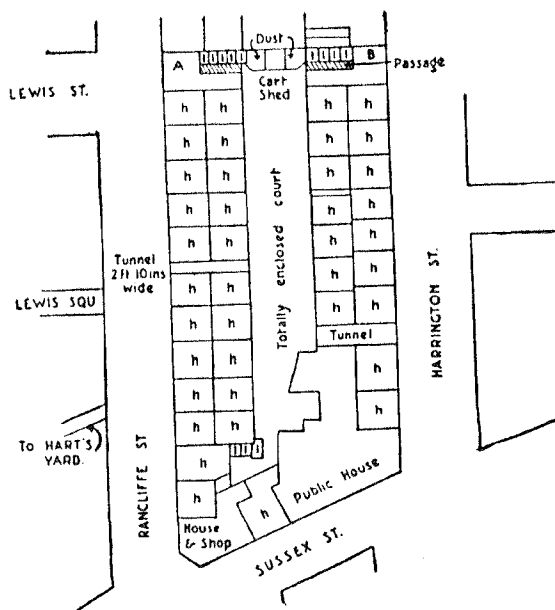 Dust
A
I I I I I
I I I I
B
Passage
Cart
Shed
LEWIS ST.
h h h h
h h h h
h h h h
h h h h
h h h h
Totally enclosed court
HARRINGTON ST.
Tunnel
2ft 10ins
wide
h h h h
LEWIS SQU
h h h h
Tunnel
h h h
h h h
h h
TO HART'S
YARD.
RANCLIFFE ST
I I I
h
h
Public House
h
House
& Shop
SUSSEX ST.